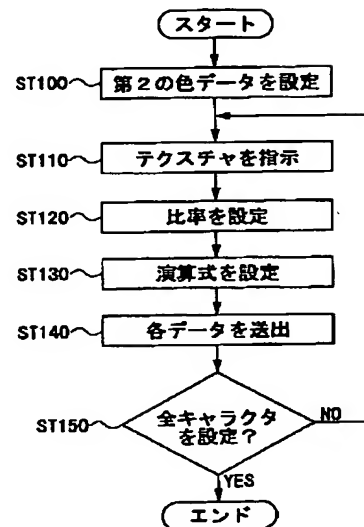 スタート
ST100 第2の色データを設定
ST110 テクスチャを指示
ST120 比率を設定
ST130 演算式を設定
ST140 各データを送出
ST150 全キャラクタ
を設定?
NO
YES
エンド